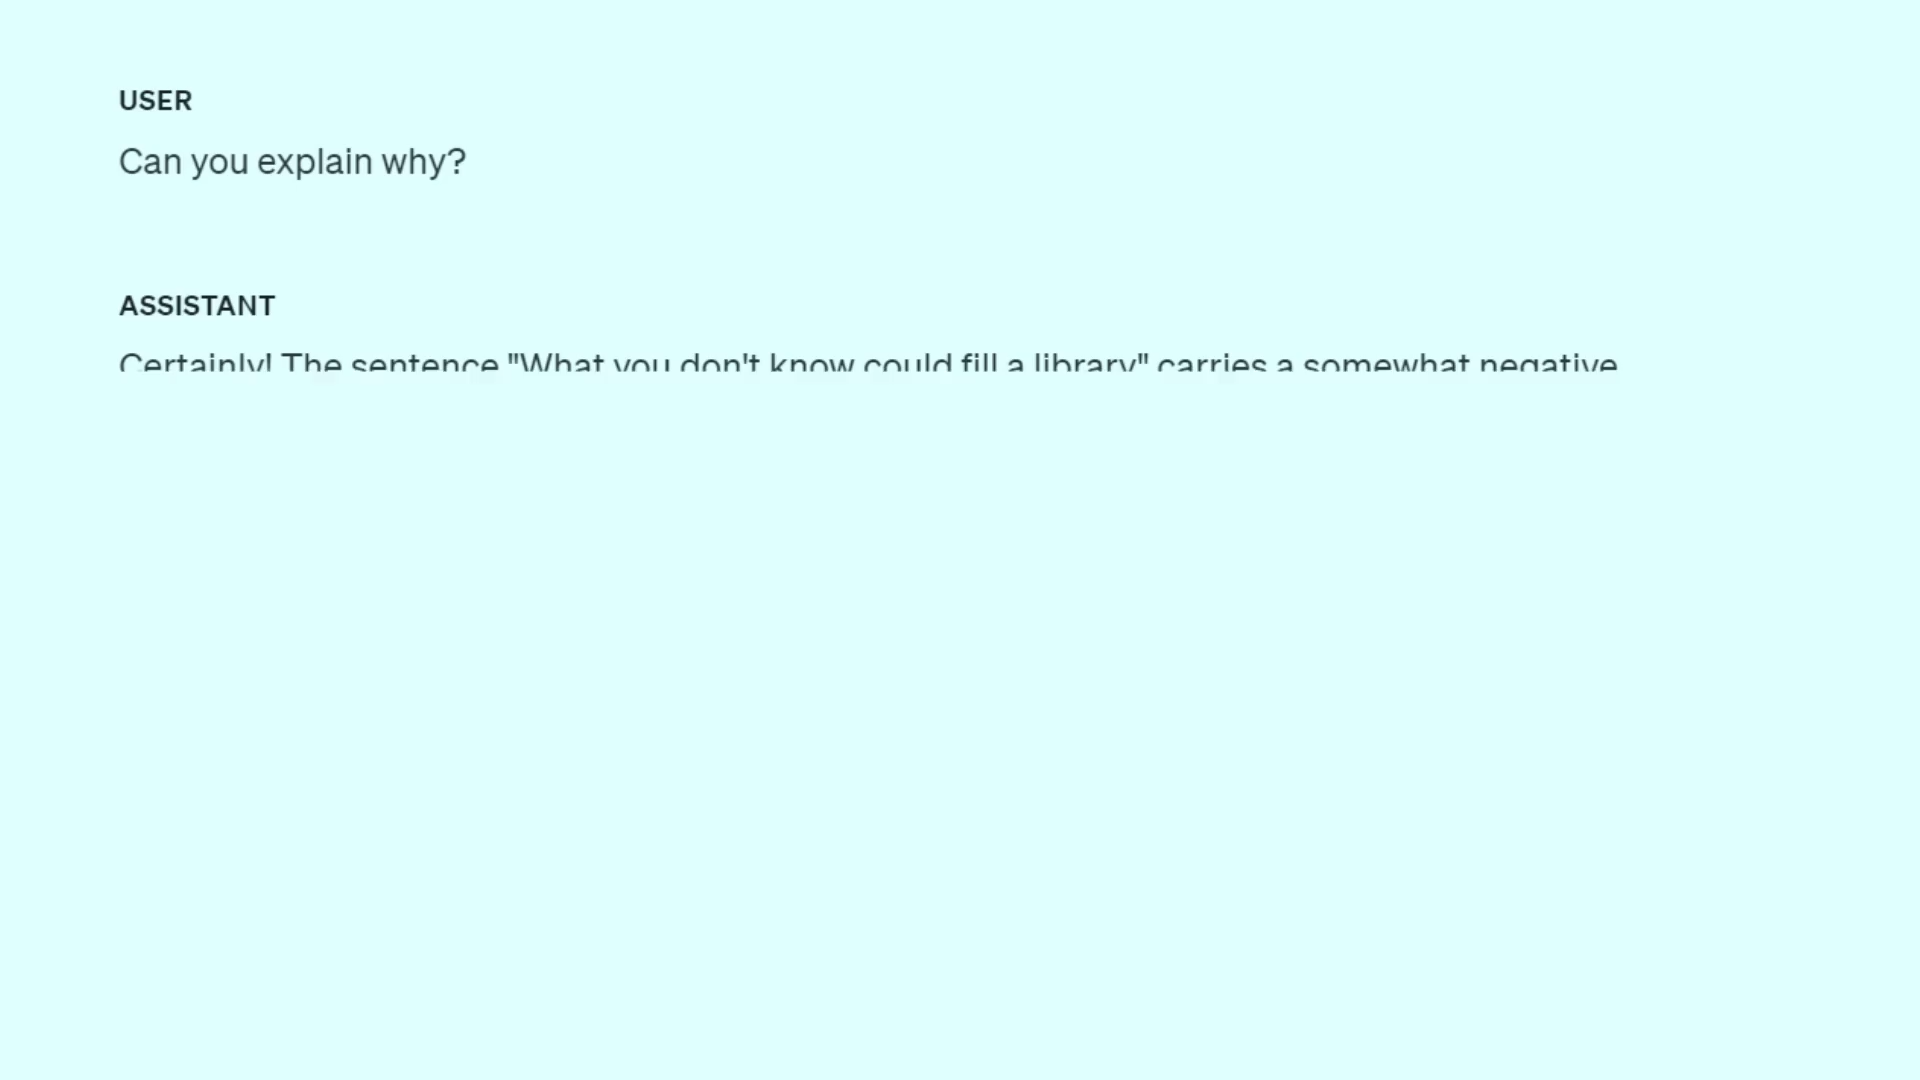 USER
Can you explain why?
ASSISTANT
Certainly! The sentence "What you don't know could fill a library" carries a somewhat negative